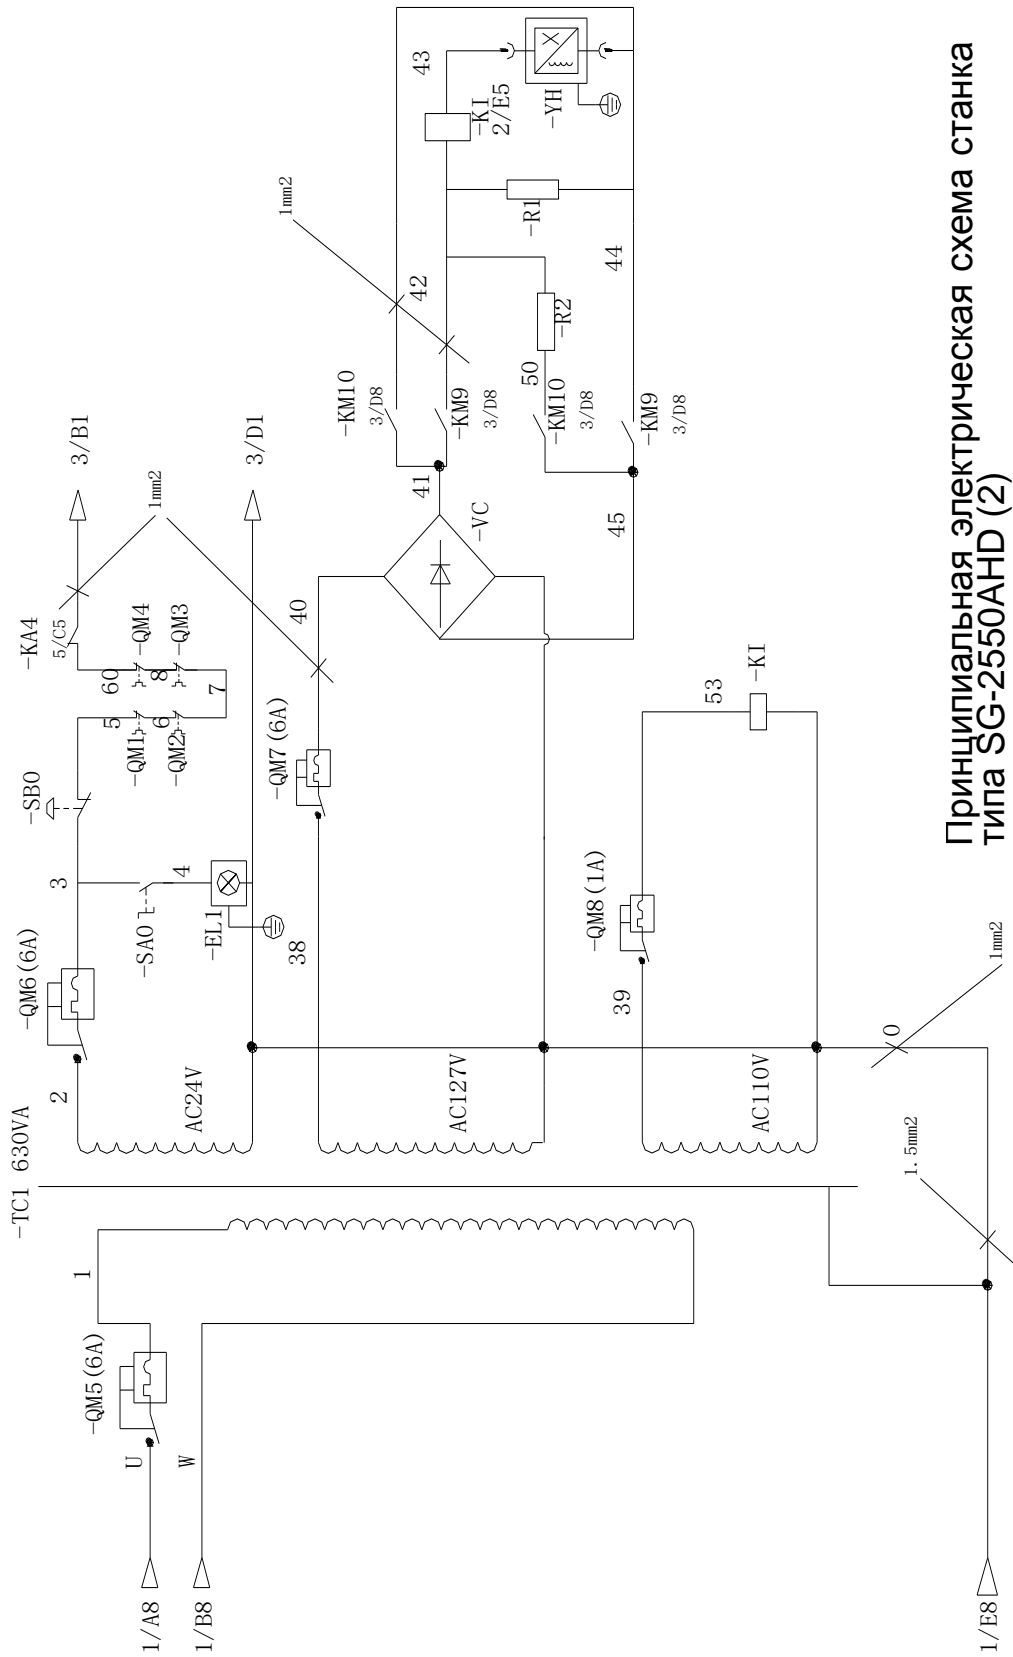 -TC1 630VA
1/A8
U
-QM5(6A)
1
1/B8
W
1/E8
2
-QM6(6A)
3
-SB0
-SA0
4
-EL1
AC24V
5
-QM1
6
-QM2
7
60
-QM4
8
-QM3
-KA4
5/C5
3/B1
3/D1
1mm2
38
-QM7(6A)
40
AC127V
-VC
41
45
-KM10
3/D8
-KM9
3/D8
50
-KM10
3/D8
-KM9
3/D8
42
1mm2
-R2
44
-R1
-KI
2/E5
43
-YH
AC110V
39
-QM8(1A)
53
-KI
0
1mm2
1.5mm2
Принципиальная электрическая схема станка
типа SG-2550AHD (2)